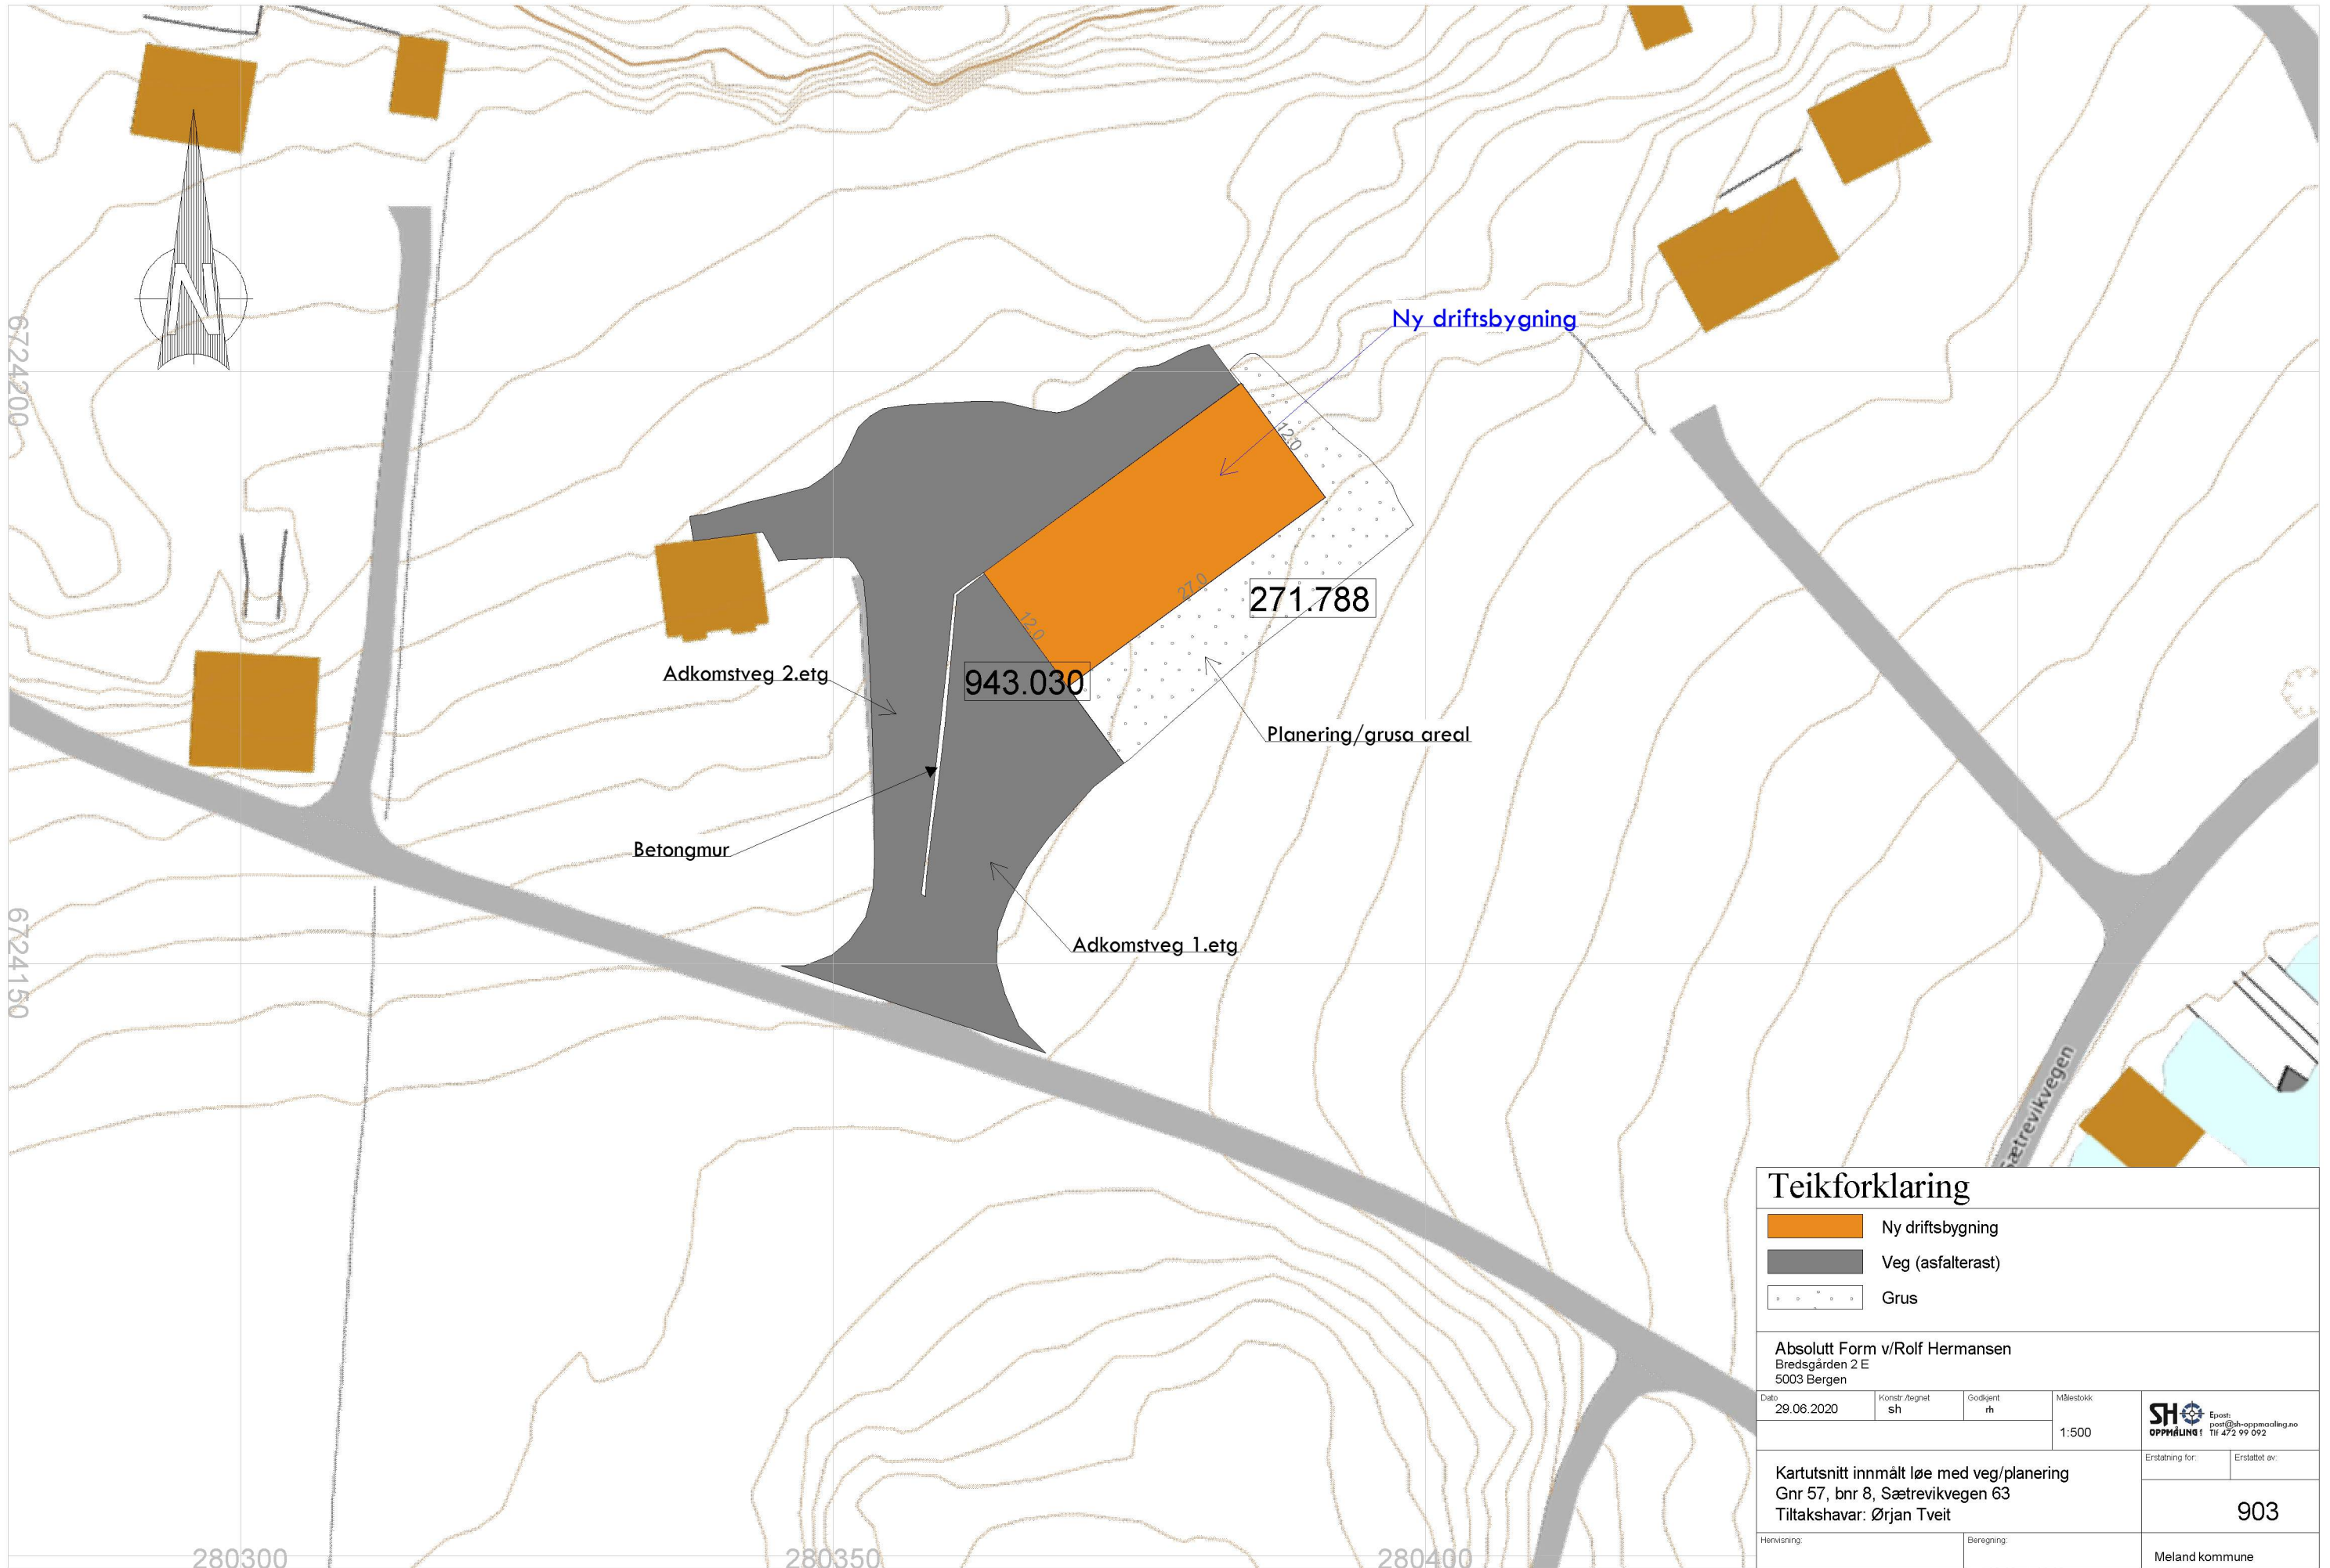 N
6724200
6724150
280300
280350
280400
Ny driftsbygning
12.0
27.0
12.0
271.788
943.030
Adkomstveg 2.etg
Betongmur
Planering/grusa areal
Adkomstveg 1.etg
Sætrevikvegen
Teikforklaring
Ny driftsbygning
Veg (asfalterast)
Grus
Absolutt Form v/Rolf Hermansen
Bredsgården 2 E
5003 Bergen
Dato
29.06.2020
Konstr./tegnet
sh
Godkjent
rh
Målestokk
1:500
SH
OPPMÅLING
Epost:
post@sh-oppmaaling.no
Tlf 472 99 092
Kartutsnitt innmålt løe med veg/planering
Gnr 57, bnr 8, Sætrevikvegen 63
Tiltakshavar: Ørjan Tveit
Erstatning for:
Erstattet av:
903
Henvisning:
Beregning:
Meland kommune